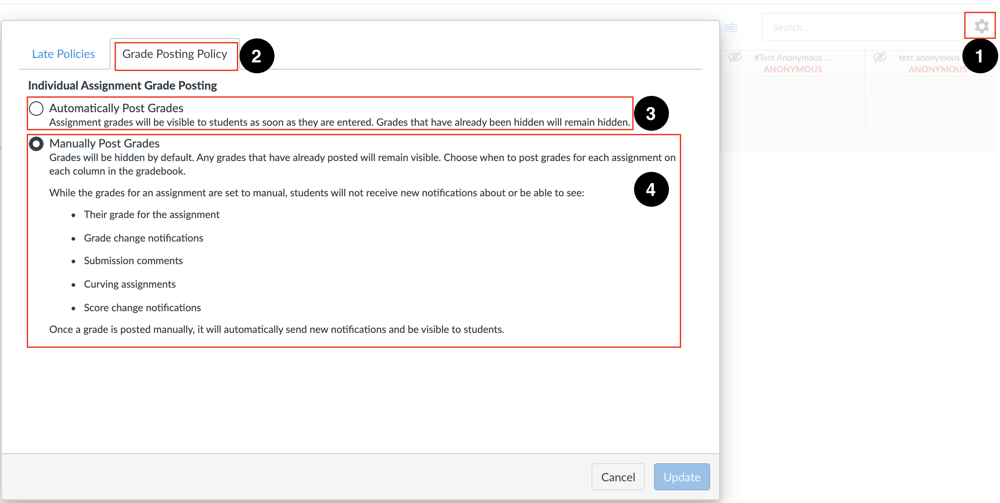 Search...
1
Late Policies
Grade Posting Policy
2
#Test Anonymous ...
ANONYMOUS
test anonymous
ANONYMOUS
Individual Assignment Grade Posting
Automatically Post Grades
Assignment grades will be visible to students as soon as they are entered. Grades that have already been hidden will remain hidden.
3
Manually Post Grades
Grades will be hidden by default. Any grades that have already posted will remain visible. Choose when to post grades for each assignment on
each column in the gradebook.
4
While the grades for an assignment are set to manual, students will not receive new notifications about or be able to see:
• Their grade for the assignment
• Grade change notifications
• Submission comments
• Curving assignments
• Score change notifications
Once a grade is posted manually, it will automatically send new notifications and be visible to students.
Cancel
Update